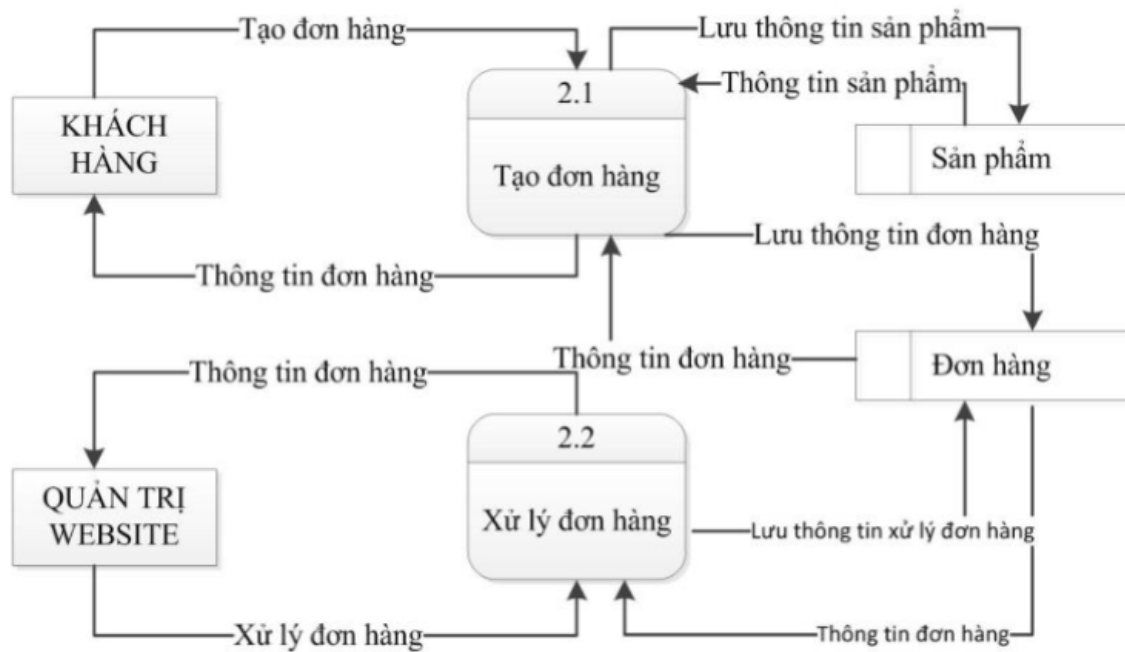 Tạo đơn hàng
Lưu thông tin sản phẩm
2.1
Thông tin sản phẩm
KHÁCH
HÀNG
Tạo đơn hàng
Sản phẩm
Lưu thông tin đơn hàng
Thông tin đơn hàng
Thông tin đơn hàng
Thông tin đơn hàng
Đơn hàng
2.2
QUẢN TRỊ
WEBSITE
Xử lý đơn hàng
Lưu thông tin xử lý đơn hàng
Xử lý đơn hàng
Thông tin đơn hàng